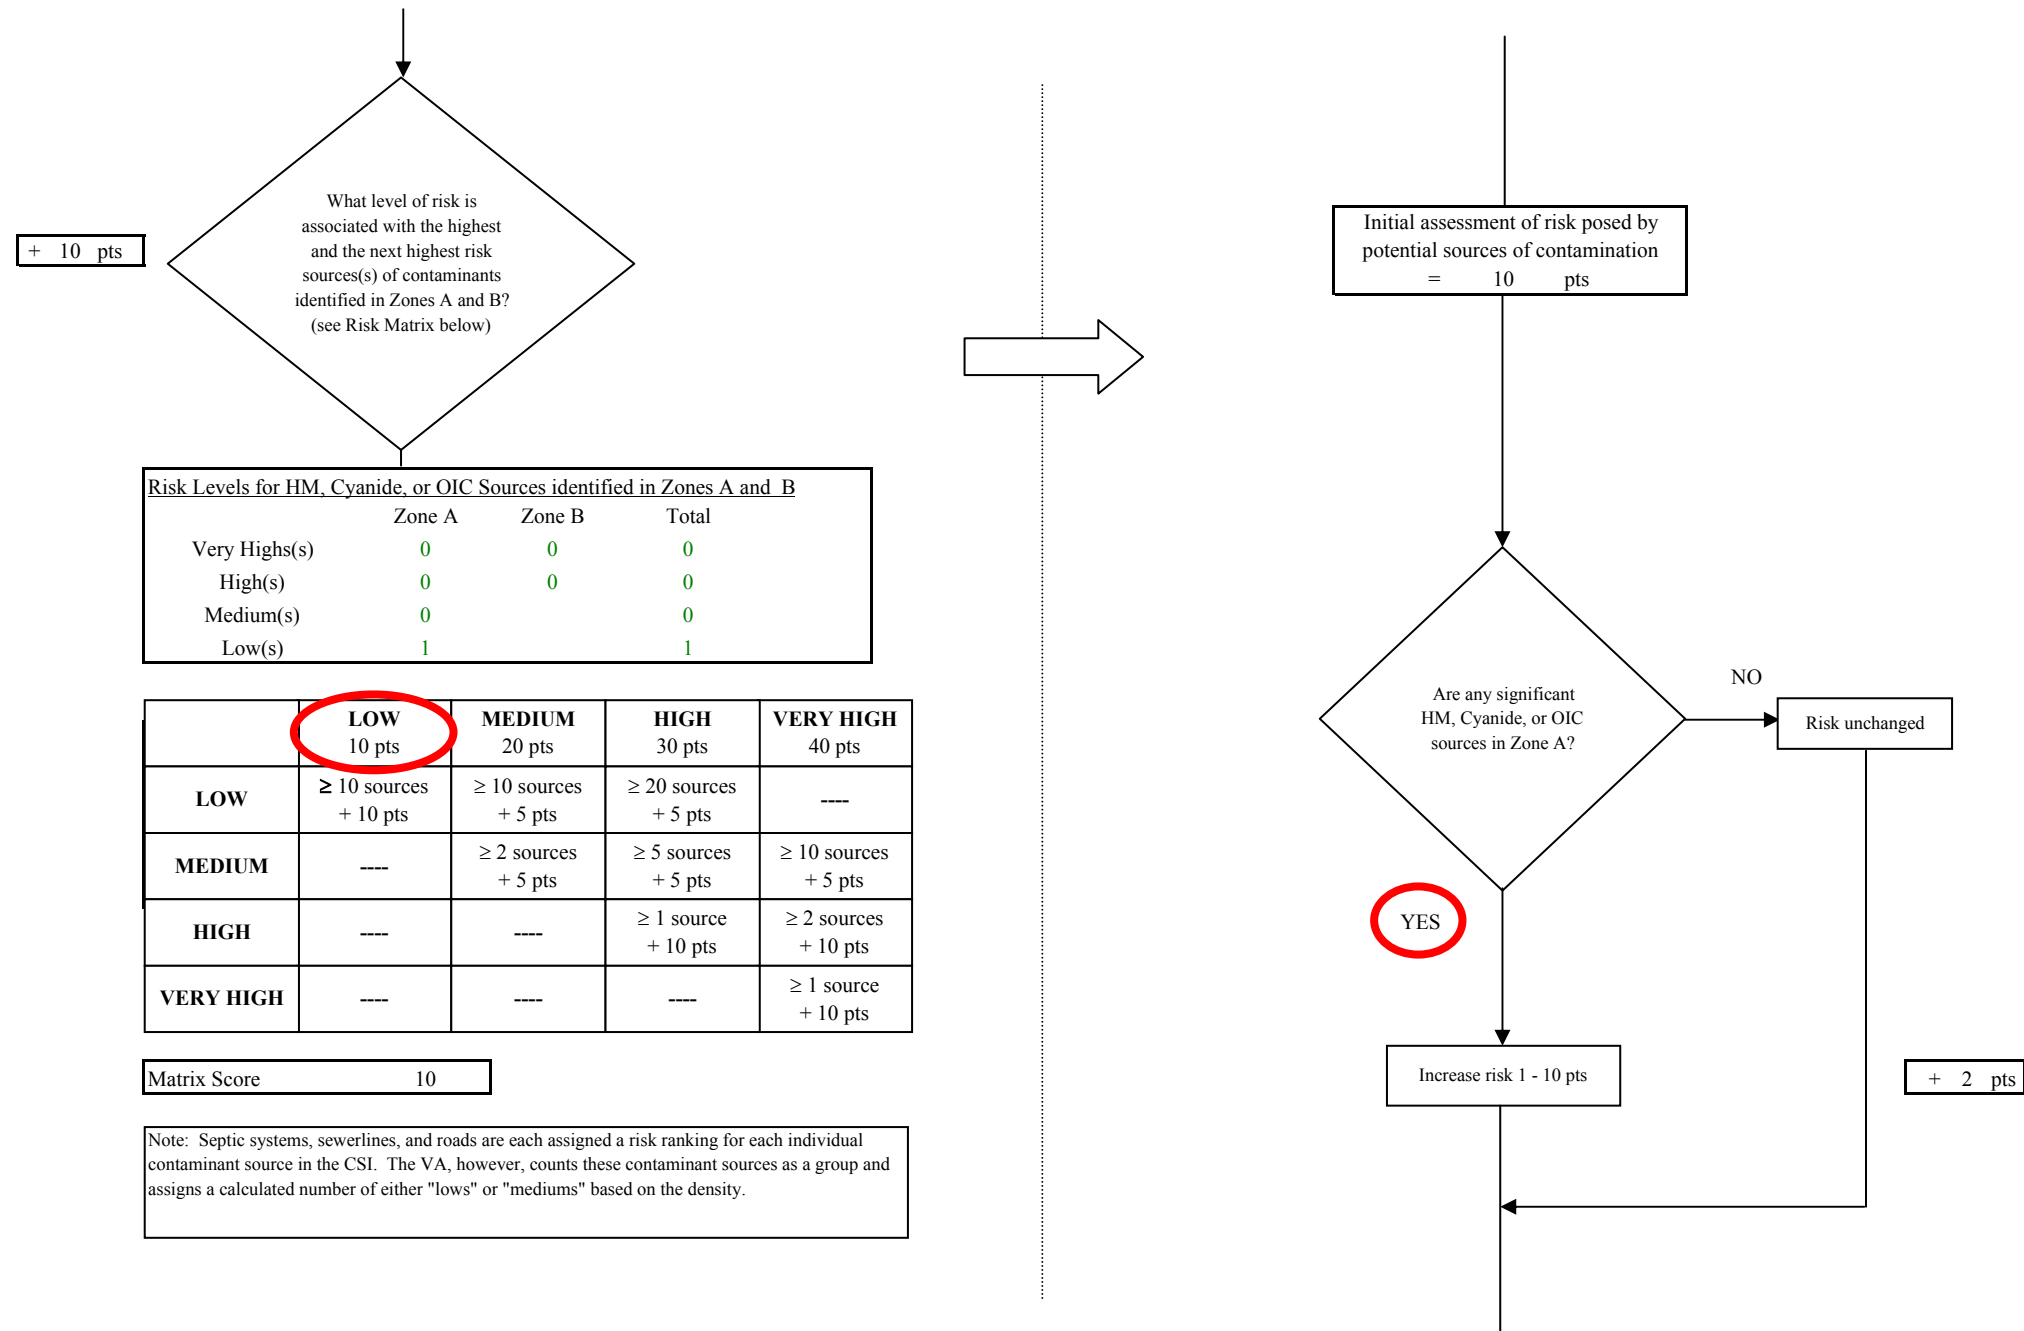 What level of risk is
associated with the highest
and the next highest risk
sources(s) of contaminants
identified in Zones A and B?
(see Risk Matrix below)
+ 10 pts
Risk Levels for HM, Cyanide, or OIC Sources identified in Zones A and B
Zone A Zone B Total
Very Highs(s) 0 0 0
High(s) 0 0 0
Medium(s) 0 0
Low(s) 1 1
LOW MEDIUM HIGH VERY HIGH
10 pts 20 pts 30 pts 40 pts
LOW ≥ 10 sources ≥ 10 sources ≥ 20 sources ----
+ 10 pts + 5 pts + 5 pts
MEDIUM ---- ≥ 2 sources ≥ 5 sources ≥ 10 sources
+ 5 pts + 5 pts + 5 pts
HIGH ---- ---- ≥ 1 source ≥ 2 sources
+ 10 pts + 10 pts
VERY HIGH ---- ---- ---- ≥ 1 source
+ 10 pts
Matrix Score 10
Note: Septic systems, sewerlines, and roads are each assigned a risk ranking for each individual
contaminant source in the CSI. The VA, however, counts these contaminant sources as a group and
assigns a calculated number of either "lows" or "mediums" based on the density.
Initial assessment of risk posed by
potential sources of contamination
= 10 pts
Are any significant
HM, Cyanide, or OIC
sources in Zone A?
NO
Risk unchanged
YES
Increase risk 1 - 10 pts
+ 2 pts